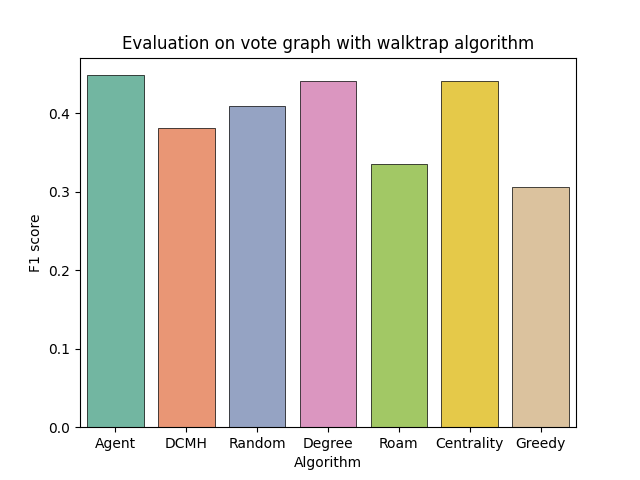 Evaluation on vote graph with walktrap algorithm
0.4
0.3
0.2
0.1
0.0
F1 score
Agent DCMH Random Degree Roam Centrality Greedy
Algorithm